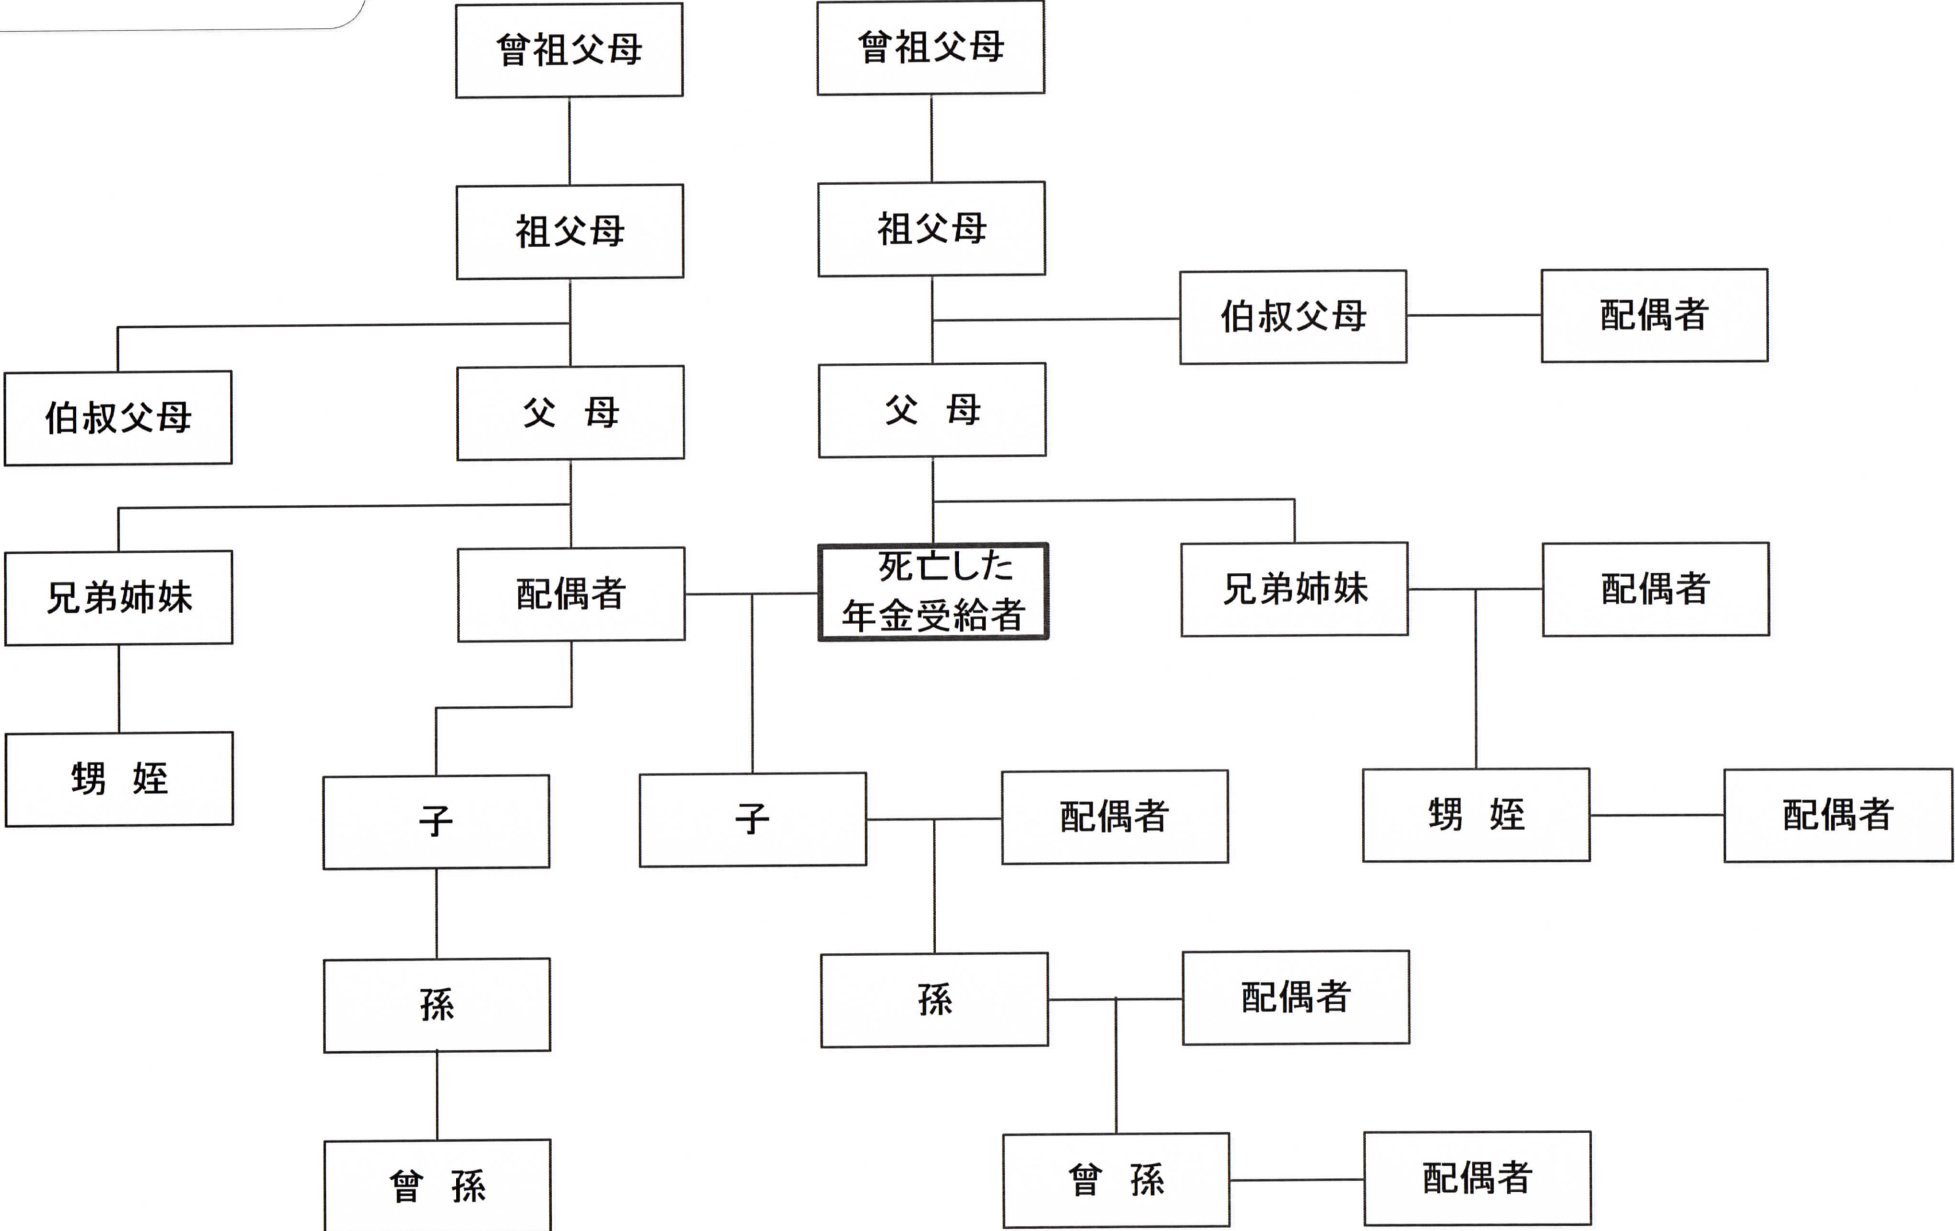 曾祖父母
曾祖父母
祖父母
祖父母
伯叔父母
配偶者
伯叔父母
父 母
父 母
兄弟姉妹
配偶者
死亡した
年金受給者
兄弟姉妹
配偶者
甥 姪
子
子
配偶者
甥 姪
配偶者
孫
孫
配偶者
曾 孫
曾 孫
配偶者